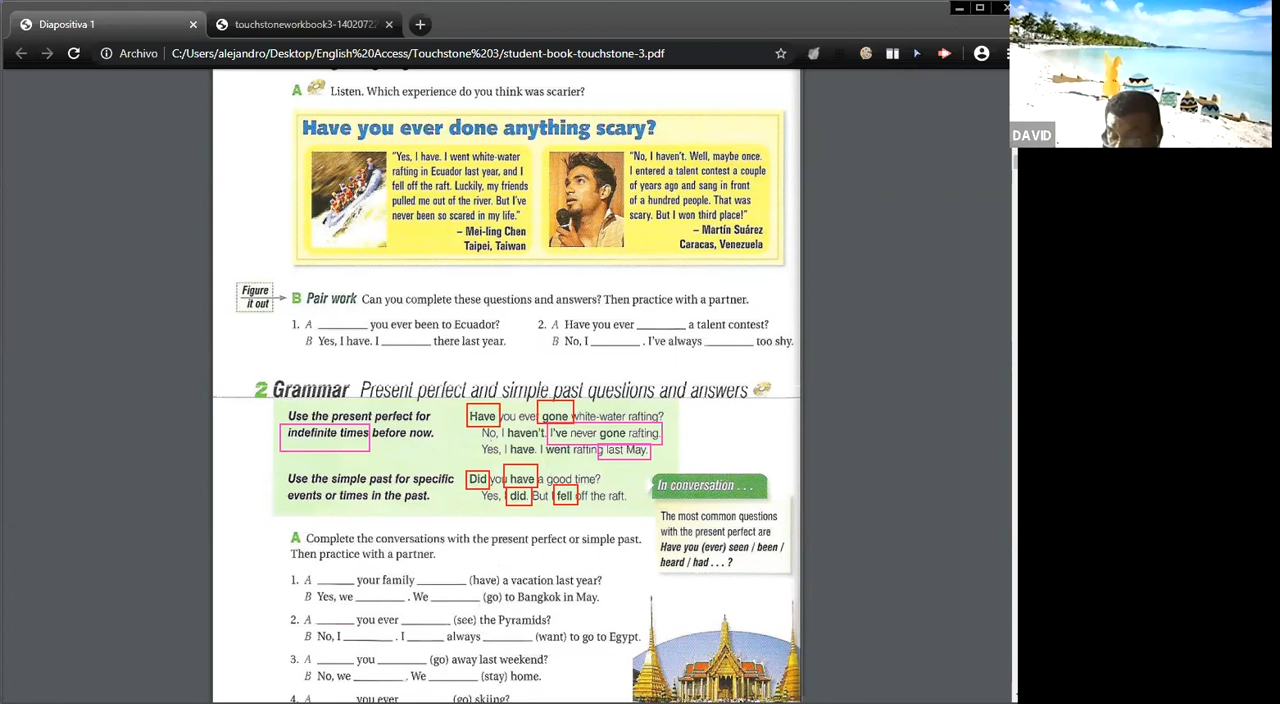 Diapositiva 1
touchstoneworkbook3-1402072
Archivo
C:/Users/alejandro/Desktop/English%20Access/Touchstone%203/student-book-touchstone-3.pdf
DAVID
A Listen. Which experience do you think was scarier?
Have you ever done anything scary?
"Yes, I have. I went white-water
rafting in Ecuador last year, and I
fell off the raft. Luckily, my friends
pulled me out of the river. But I've
never been so scared in my life."
– Mei-ling Chen
Taipei, Taiwan
"No, I haven't. Well, maybe once.
I entered a talent contest a couple
of years ago and sang in front
of a hundred people. That was
scary. But I won third place!"
– Martín Suárez
Caracas, Venezuela
Figure
it out
B Pair work Can you complete these questions and answers? Then practice with a partner.
1. A ________ you ever been to Ecuador?
B Yes, I have. I ________ there last year.
2. A Have you ever ________ a talent contest?
B No, I ________ . I've always ________ too shy.
2 Grammar Present perfect and simple past questions and answers
Use the present perfect for
indefinite times before now.
Have you ever gone white-water rafting?
No, I haven't. I've never gone rafting.
Yes, I have. I went rafting last May.
Use the simple past for specific
events or times in the past.
Did you have a good time?
Yes, I did. But I fell off the raft.
In conversation . . .
The most common questions
with the present perfect are
Have you (ever) seen / been /
heard / had . . . ?
A Complete the conversations with the present perfect or simple past.
Then practice with a partner.
1. A ______ your family ________ (have) a vacation last year?
B Yes, we ________ . We ________ (go) to Bangkok in May.
2. A ______ you ever ________ (see) the Pyramids?
B No, I ________ . I ______ always ________ (want) to go to Egypt.
3. A ______ you ________ (go) away last weekend?
B No, we ________ . We ________ (stay) home.
4. A ______ you ever ________ (go) skiing?